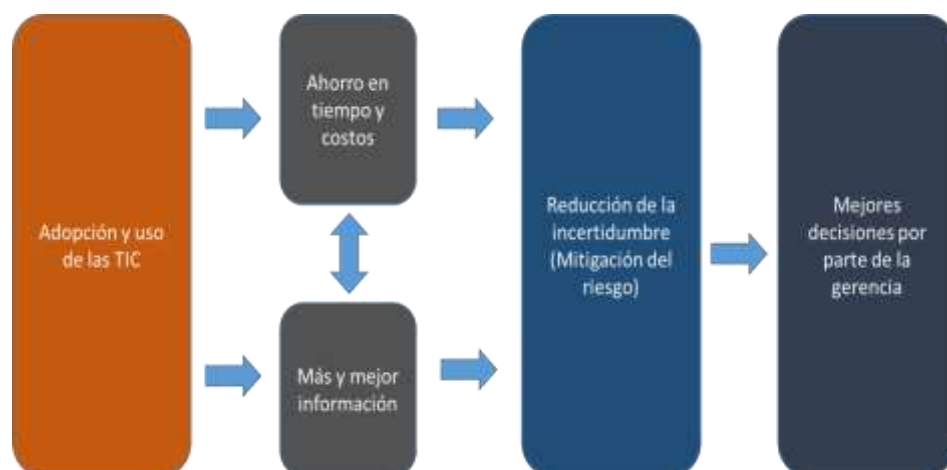 Adopción y uso
de las TIC
Ahorro en
tiempo y
costos
Más y mejor
información
Reducción de la
incertidumbre
(Mitigación del
riesgo)
Mejores
decisiones por
parte de la
gerencia